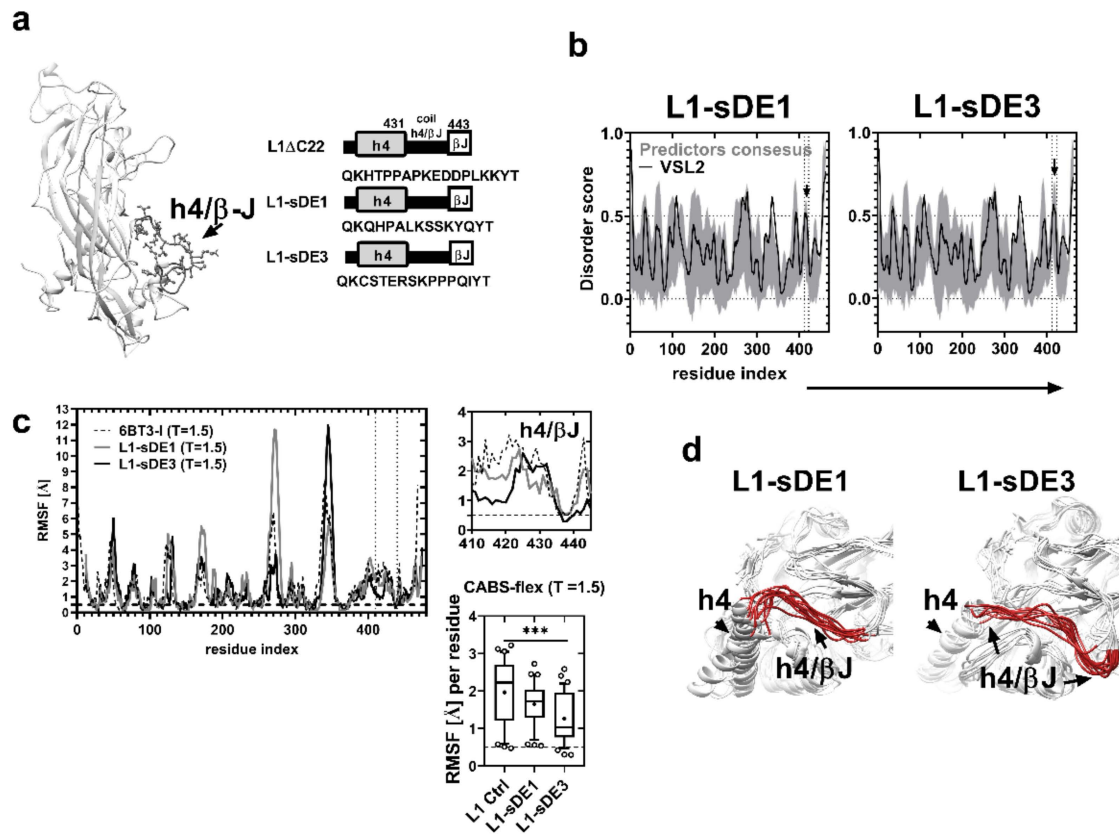 a
h4/β-J
431
coil
h4/βJ
443
L1ΔC22
h4
βJ
QKHTPPAPKEDDPLKKYT
L1-sDE1
h4
βJ
QKQHPALKSSKYQYT
L1-sDE3
h4
βJ
QKCSTERSKPPPQIYT
b
L1-sDE1
L1-sDE3
Predictors consesus
VSL2
Disorder score
1.0
0.5
0.0
0 100 200 300 400
residue index
1.0
0.5
0.0
0 100 200 300 400
c
RMSF [Å]
13
12
11
10
9
8
7
6
5
4
3
2
1
0
6BT3-I (T=1.5)
L1-sDE1 (T=1.5)
L1-sDE3 (T=1.5)
0 100 200 300 400
residue index
h4/βJ
4
3
2
1
0
410 420 430 440
CABS-flex (T =1.5)
***
RMSF [Å] per residue
4
3
2
1
0
L1 Ctrl
L1-sDE1
L1-sDE3
d
L1-sDE1
h4
h4/βJ
L1-sDE3
h4
h4/βJ